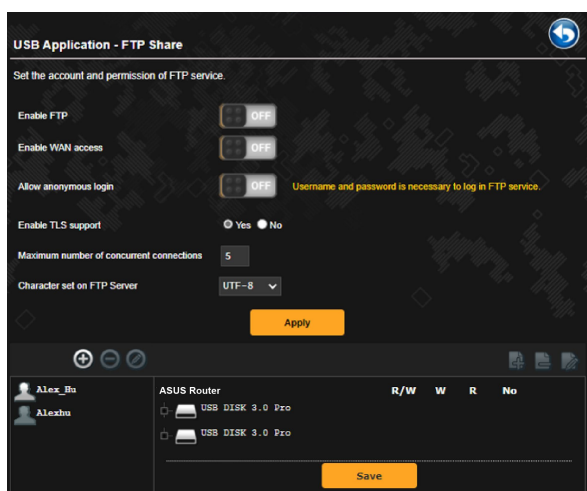 USB Application - FTP Share
Set the account and permission of FTP service.
Enable FTP OFF
Enable WAN access OFF
Allow anonymous login OFF Username and password is necessary to log in FTP service.
Enable TLS support Yes No
Maximum number of concurrent connections 5
Character set on FTP Server UTF-8
Apply
Alex_Hu
Alexhu
ASUS Router R/W W R No
USB DISK 3.0 Pro
USB DISK 3.0 Pro
Save